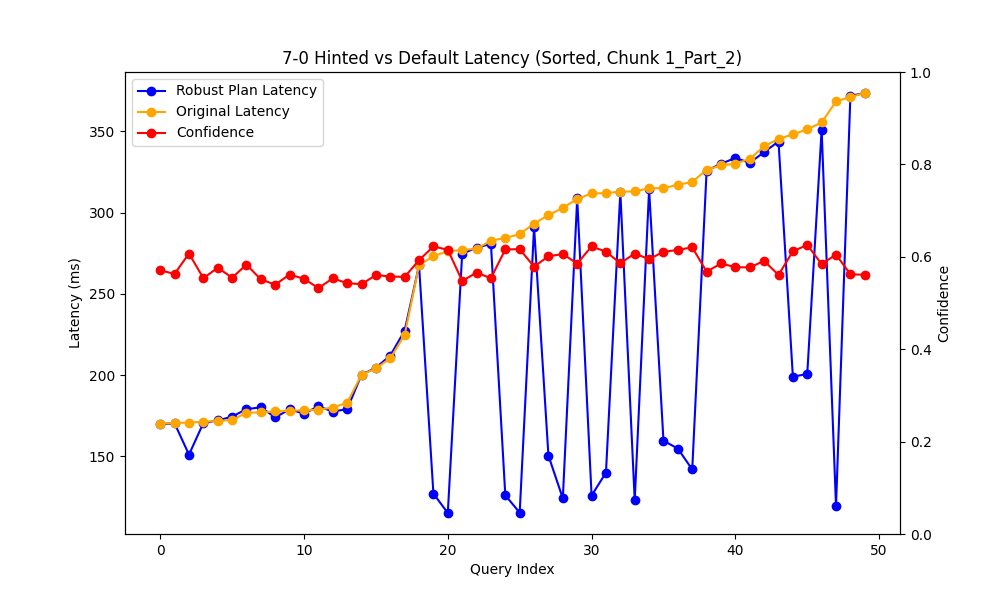 7-0 Hinted vs Default Latency (Sorted, Chunk 1_Part_2)
Robust Plan Latency
Original Latency
Confidence
350
300
250
200
150
Latency (ms)
1.0
0.8
0.6
0.4
0.2
0.0
Confidence
0 10 20 30 40 50
Query Index